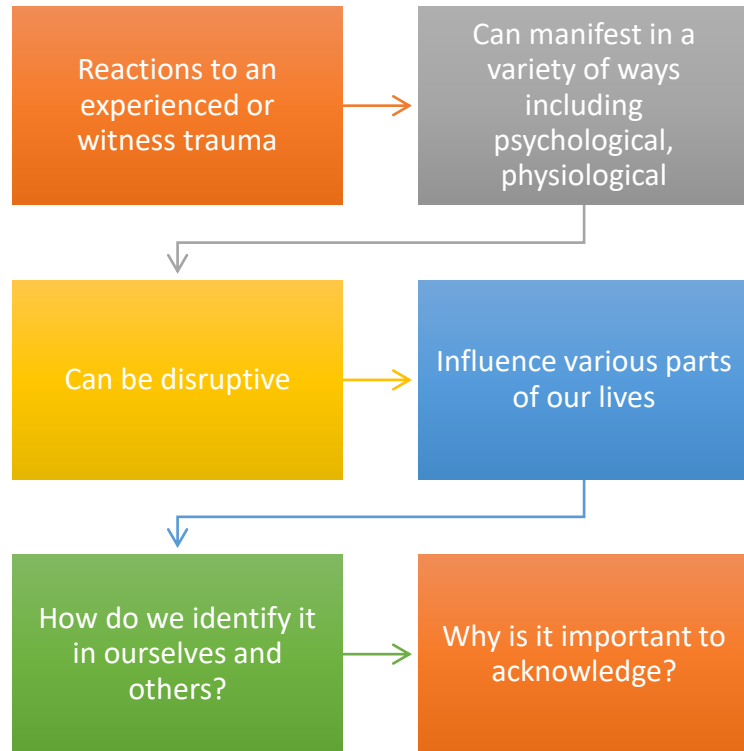 Reactions to an
experienced or
witness trauma
Can manifest in a
variety of ways
including
psychological,
physiological
Can be disruptive
Influence various parts
of our lives
How do we identify it
in ourselves and
others?
Why is it important to
acknowledge?